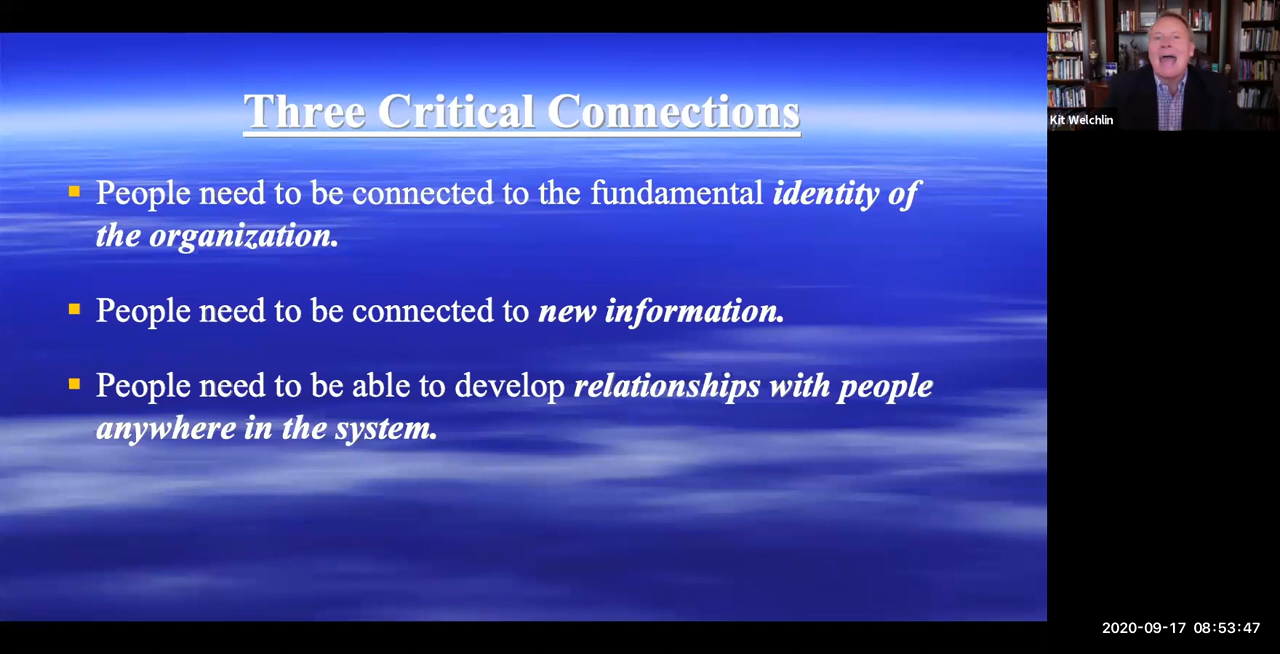 Three Critical Connections
People need to be connected to the fundamental identity of
the organization.
People need to be connected to new information.
People need to be able to develop relationships with people
anywhere in the system.
Kit Welchlin
2020-09-17 08:53:47